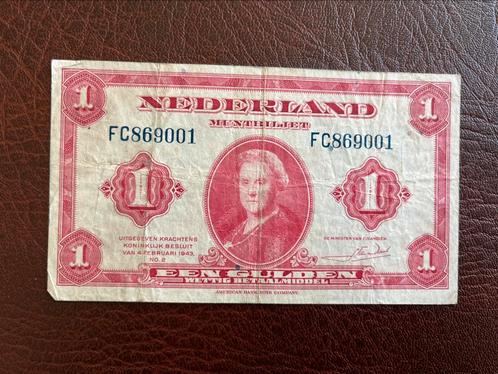 1 NEDERLAND 1
MUNTBILJET
FC869001 FC869001
1 1
UITGEGEVEN KRACHTENS
KONINKLIJK BESLUIT
VAN 4 FEBRUARI 1943,
NO. 2
DE MINISTER VAN FINANCIEN
1 EEN GULDEN 1
WETTIG BETAALMIDDEL
AMERICAN BANK NOTE COMPANY.